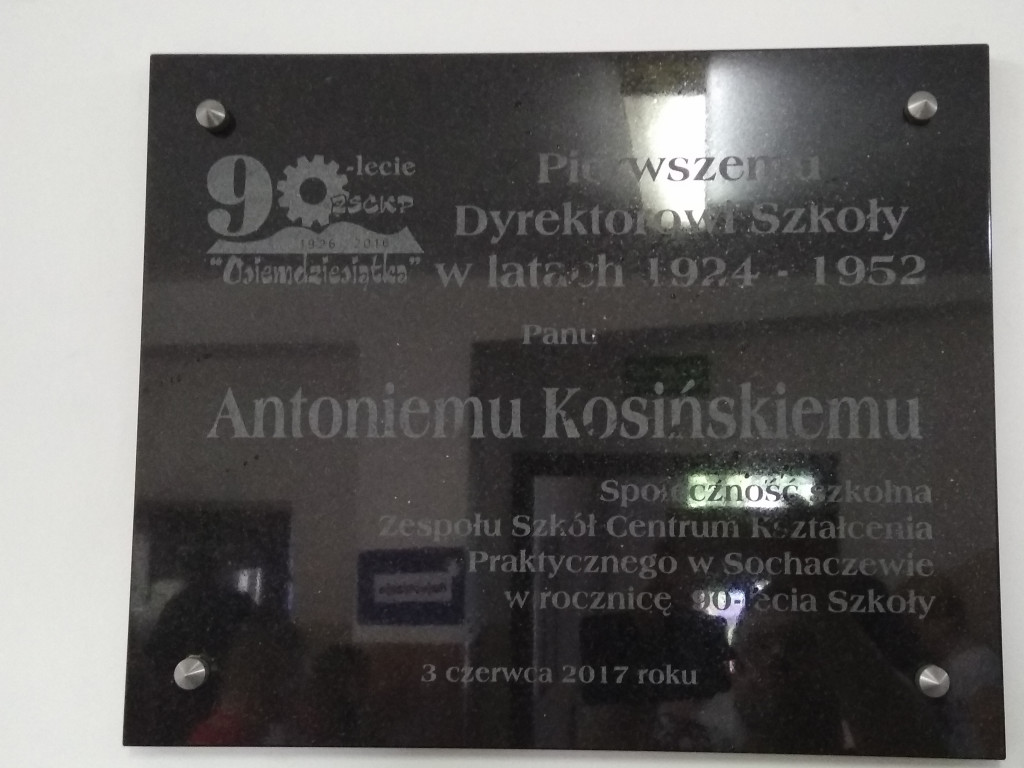 90-lecie
ZSCKP
1926 2016
"Osiemdziesiątka"
Pierwszemu
Dyrektorowi Szkoły
w latach 1924 - 1952
Panu
Antoniemu Kosińskiemu
Społeczność szkolna
Zespołu Szkół Centrum Kształcenia
Praktycznego w Sochaczewie
w rocznicę 90-lecia Szkoły
3 czerwca 2017 roku